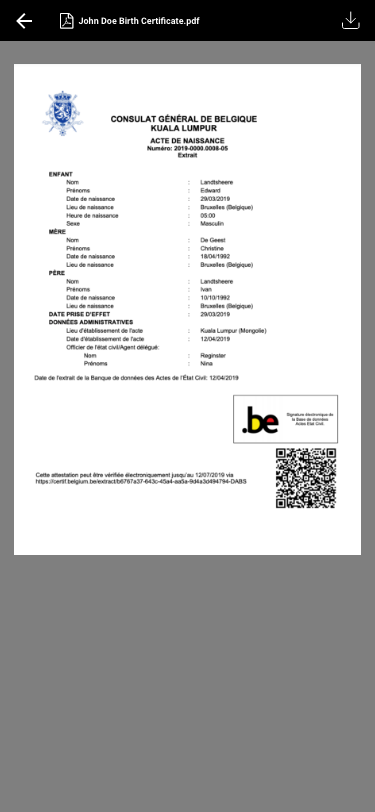 John Doe Birth Certificate.pdf
CONSULAT GÉNÉRAL DE BELGIQUE
KUALA LUMPUR
ACTE DE NAISSANCE
Numéro: 2019-0000.0008-05
Extrait
ENFANT
Nom : Landtsheere
Prénoms : Edward
Date de naissance : 29/03/2019
Lieu de naissance : Bruxelles (Belgique)
Heure de naissance : 05:00
Sexe : Masculin
MÈRE
Nom : De Geest
Prénoms : Christine
Date de naissance : 18/04/1992
Lieu de naissance : Bruxelles (Belgique)
PÈRE
Nom : Landtsheere
Prénoms : Ivan
Date de naissance : 10/10/1992
Lieu de naissance : Bruxelles (Belgique)
DATE PRISE D'EFFET : 29/03/2019
DONNÉES ADMINISTRATIVES
Lieu d'établissement de l'acte : Kuala Lumpur (Mongolie)
Date d'établissement de l'acte : 12/04/2019
Officier de l'état civil/Agent délégué:
Nom : Reginster
Prénoms : Nina
Date de l'extrait de la Banque de données des Actes de l'État Civil: 12/04/2019
.be
Signature électronique de
la Base de données
Actes État Civil.
Cette attestation peut être vérifiée électroniquement jusqu'au 12/07/2019 via
https://certif.belgium.be/extract/b6767a37-643c-45a4-aa5a-9d4a3d494794-DABS